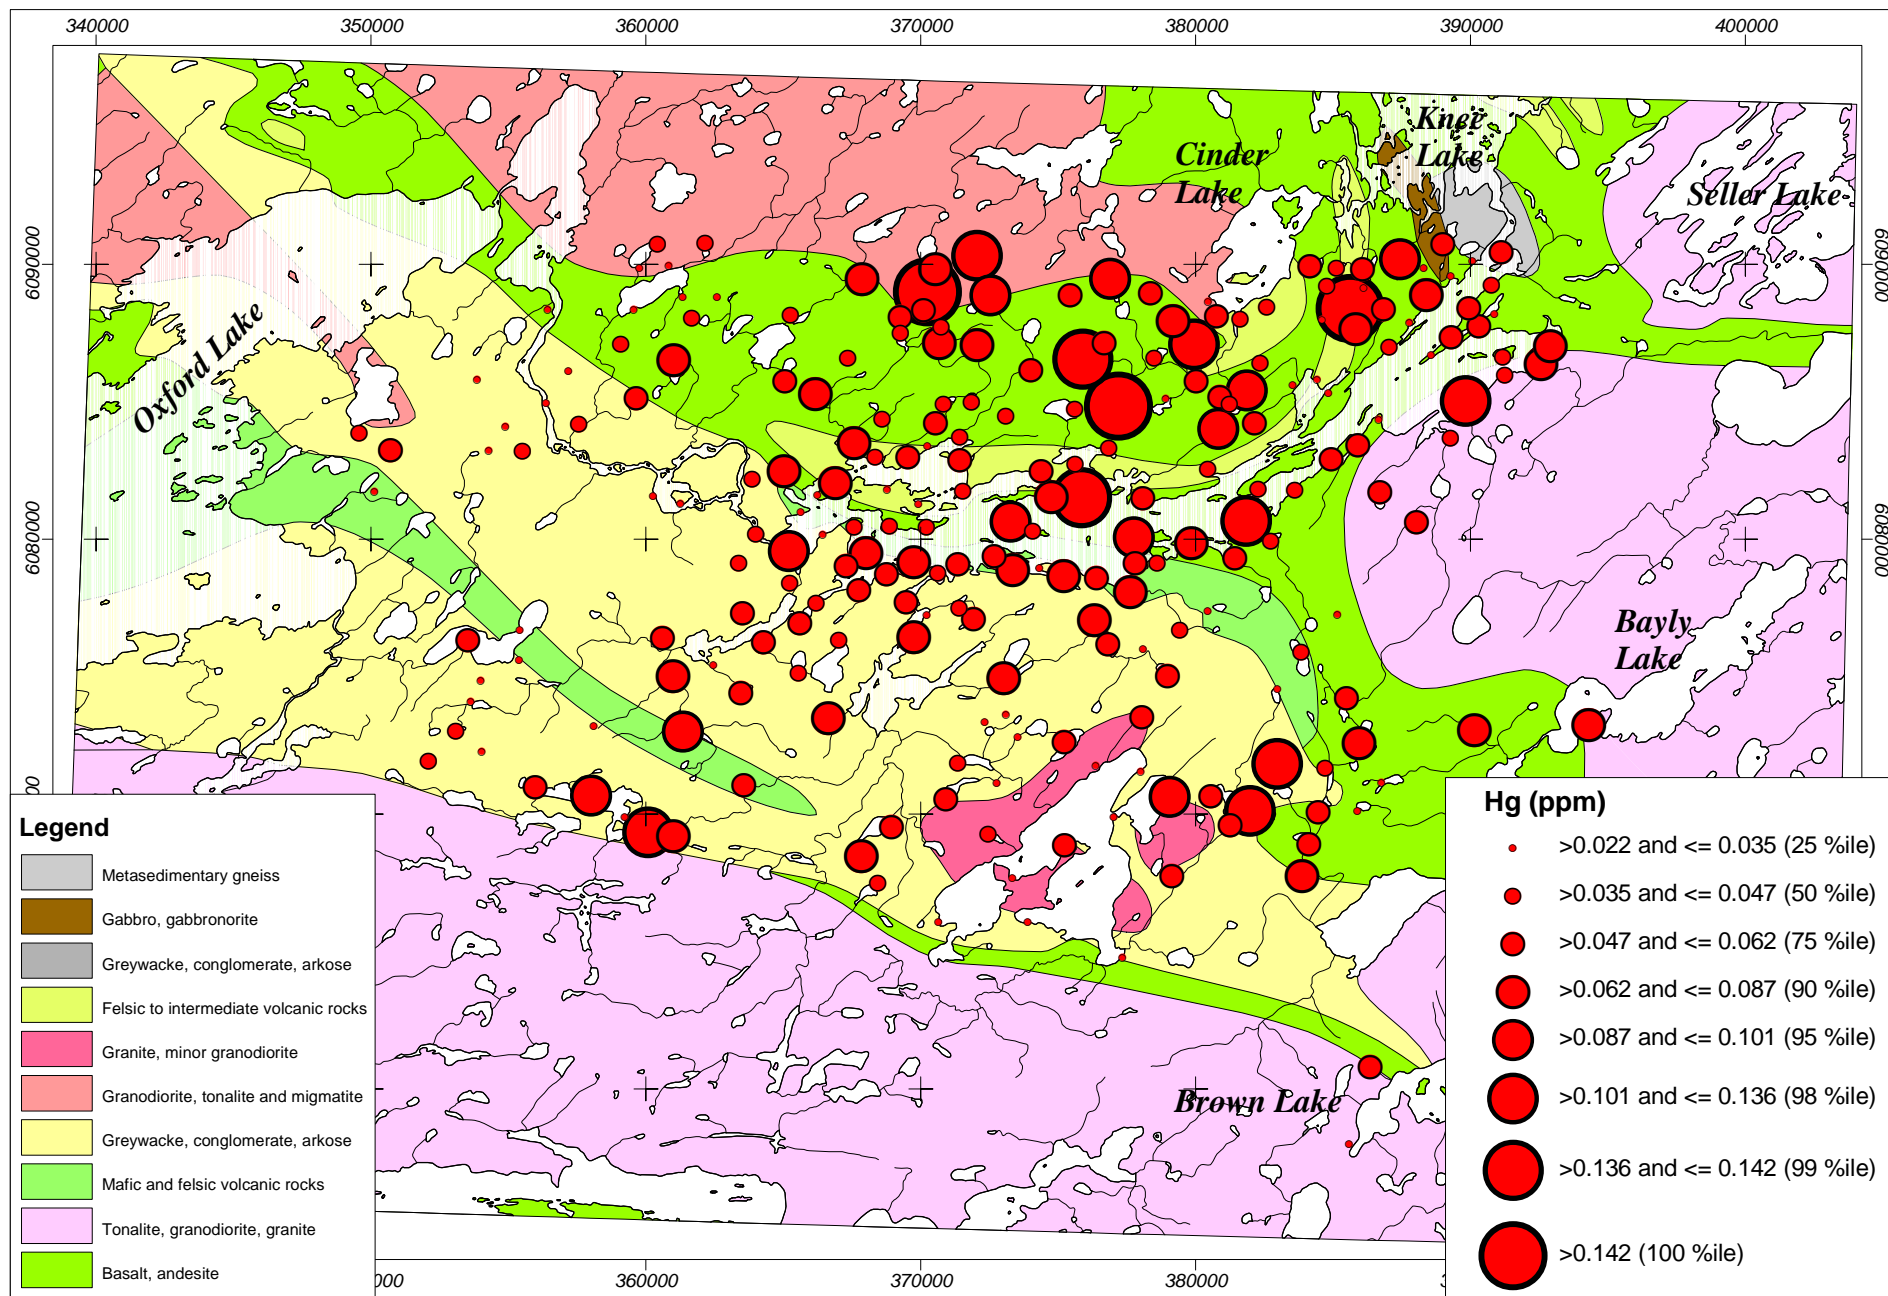 340000 350000 360000 370000 380000 390000 400000
Knee
Lake
Cinder
Lake
Seller Lake
6090000
6090000
Oxford Lake
6080000
6080000
Bayly
Lake
Brown Lake
Legend
Metasedimentary gneiss
Gabbro, gabbronorite
Greywacke, conglomerate, arkose
Felsic to intermediate volcanic rocks
Granite, minor granodiorite
Granodiorite, tonalite and migmatite
Greywacke, conglomerate, arkose
Mafic and felsic volcanic rocks
Tonalite, granodiorite, granite
Basalt, andesite
Hg (ppm)
>0.022 and <= 0.035 (25 %ile)
>0.035 and <= 0.047 (50 %ile)
>0.047 and <= 0.062 (75 %ile)
>0.062 and <= 0.087 (90 %ile)
>0.087 and <= 0.101 (95 %ile)
>0.101 and <= 0.136 (98 %ile)
>0.136 and <= 0.142 (99 %ile)
>0.142 (100 %ile)
360000 370000 380000